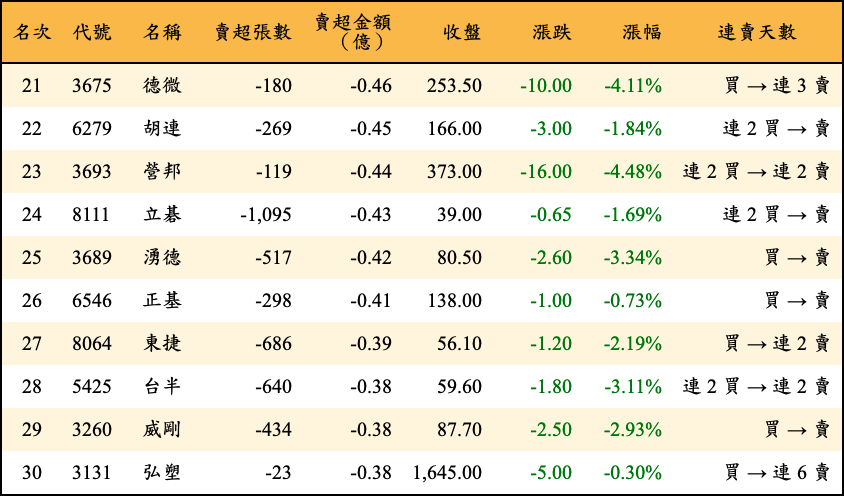 名次 代號 名稱 賣超張數 賣超金額（億） 收盤 漲跌 漲幅 連賣天數
21 3675 德微 -180 -0.46 253.50 -10.00 -4.11% 買→連3賣
22 6279 胡連 -269 -0.45 166.00 -3.00 -1.84% 連2買→賣
23 3693 營邦 -119 -0.44 373.00 -16.00 -4.48% 連2買→連2賣
24 8111 立碁 -1,095 -0.43 39.00 -0.65 -1.69% 連2買→賣
25 3689 湧德 -517 -0.42 80.50 -2.60 -3.34% 買→賣
26 6546 正基 -298 -0.41 138.00 -1.00 -0.73% 買→賣
27 8064 東捷 -686 -0.39 56.10 -1.20 -2.19% 買→連2賣
28 5425 台半 -640 -0.38 59.60 -1.80 -3.11% 連2買→連2賣
29 3260 威剛 -434 -0.38 87.70 -2.50 -2.93% 買→賣
30 3131 弘塑 -23 -0.38 1,645.00 -5.00 -0.30% 買→連6賣